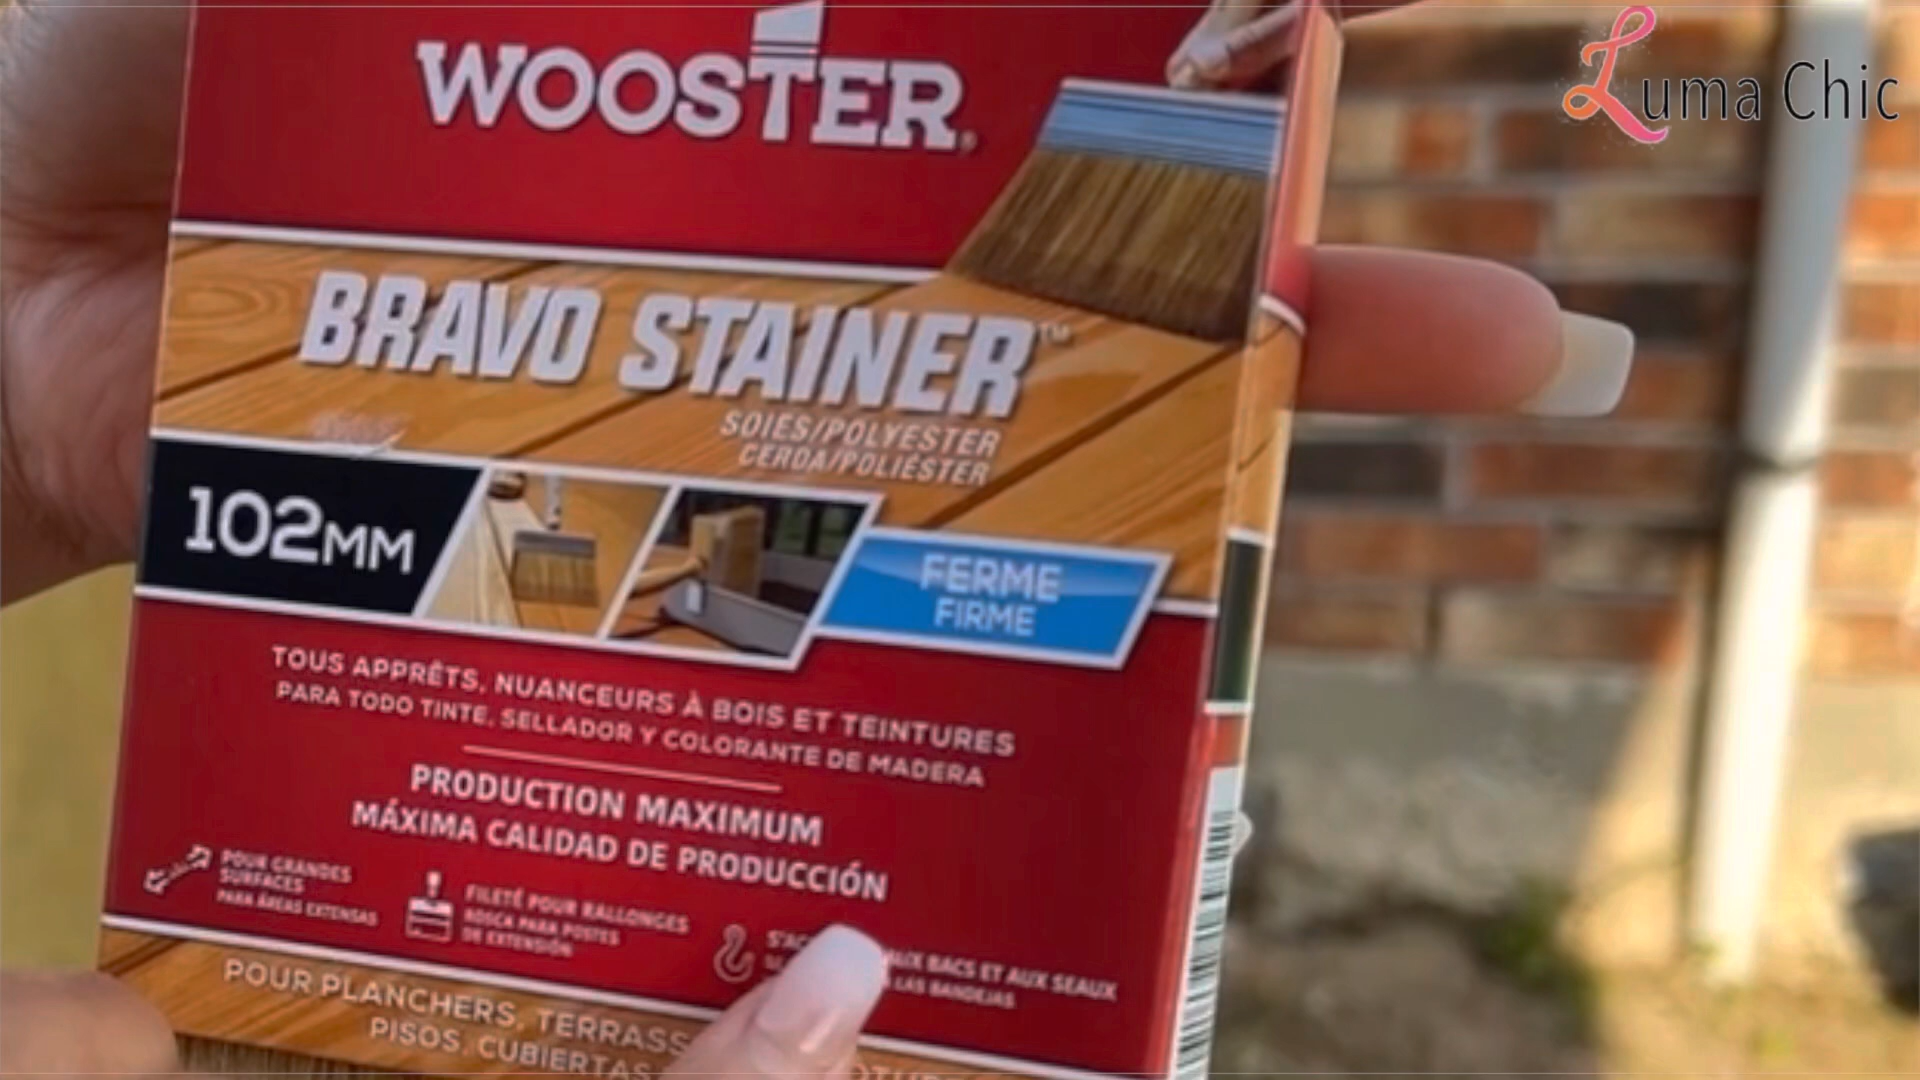 Luma Chic
WOOSTER®
BRAVO STAINER™
SOIES/POLYESTER
CERDA/POLIÉSTER
102MM
FERME
FIRME
TOUS APPRÊTS, NUANCEURS À BOIS ET TEINTURES
PARA TODO TINTE, SELLADOR Y COLORANTE DE MADERA
PRODUCTION MAXIMUM
MÁXIMA CALIDAD DE PRODUCCIÓN
POUR GRANDES
SURFACES
PARA ÁREAS EXTENSAS
FILETÉ POUR RALLONGES
ROSCA PARA POSTES
DE EXTENSIÓN
AUX BACS ET AUX SEAUX
LAS BANDEJAS
POUR PLANCHERS, TERRASS
PISOS, CUBIERTAS